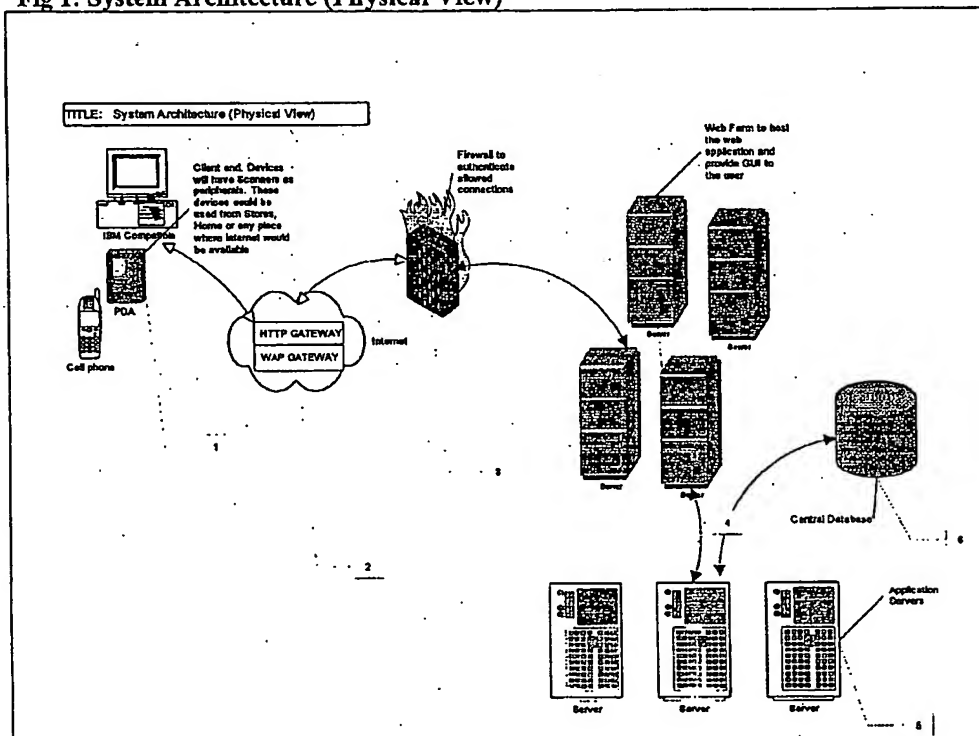 Fig 1: System Architecture (Physical View)
TITLE: System Architecture (Physical View)
Client end. Devices
will have Scanners as
peripherals. These
devices could be
used from Stores,
Home or any place
where Internet would
be available
IBM Compatible
PDA
Cell phone
HTTP GATEWAY
WAP GATEWAY
Internet
Firewall to
authenticate
allowed
connections
Web Farm to host
the web
application and
provide GUI to
the user
Server
Server
Server
Server
Central Database
Application
Servers
Server
Server
Server
1
2
3
4
5
6